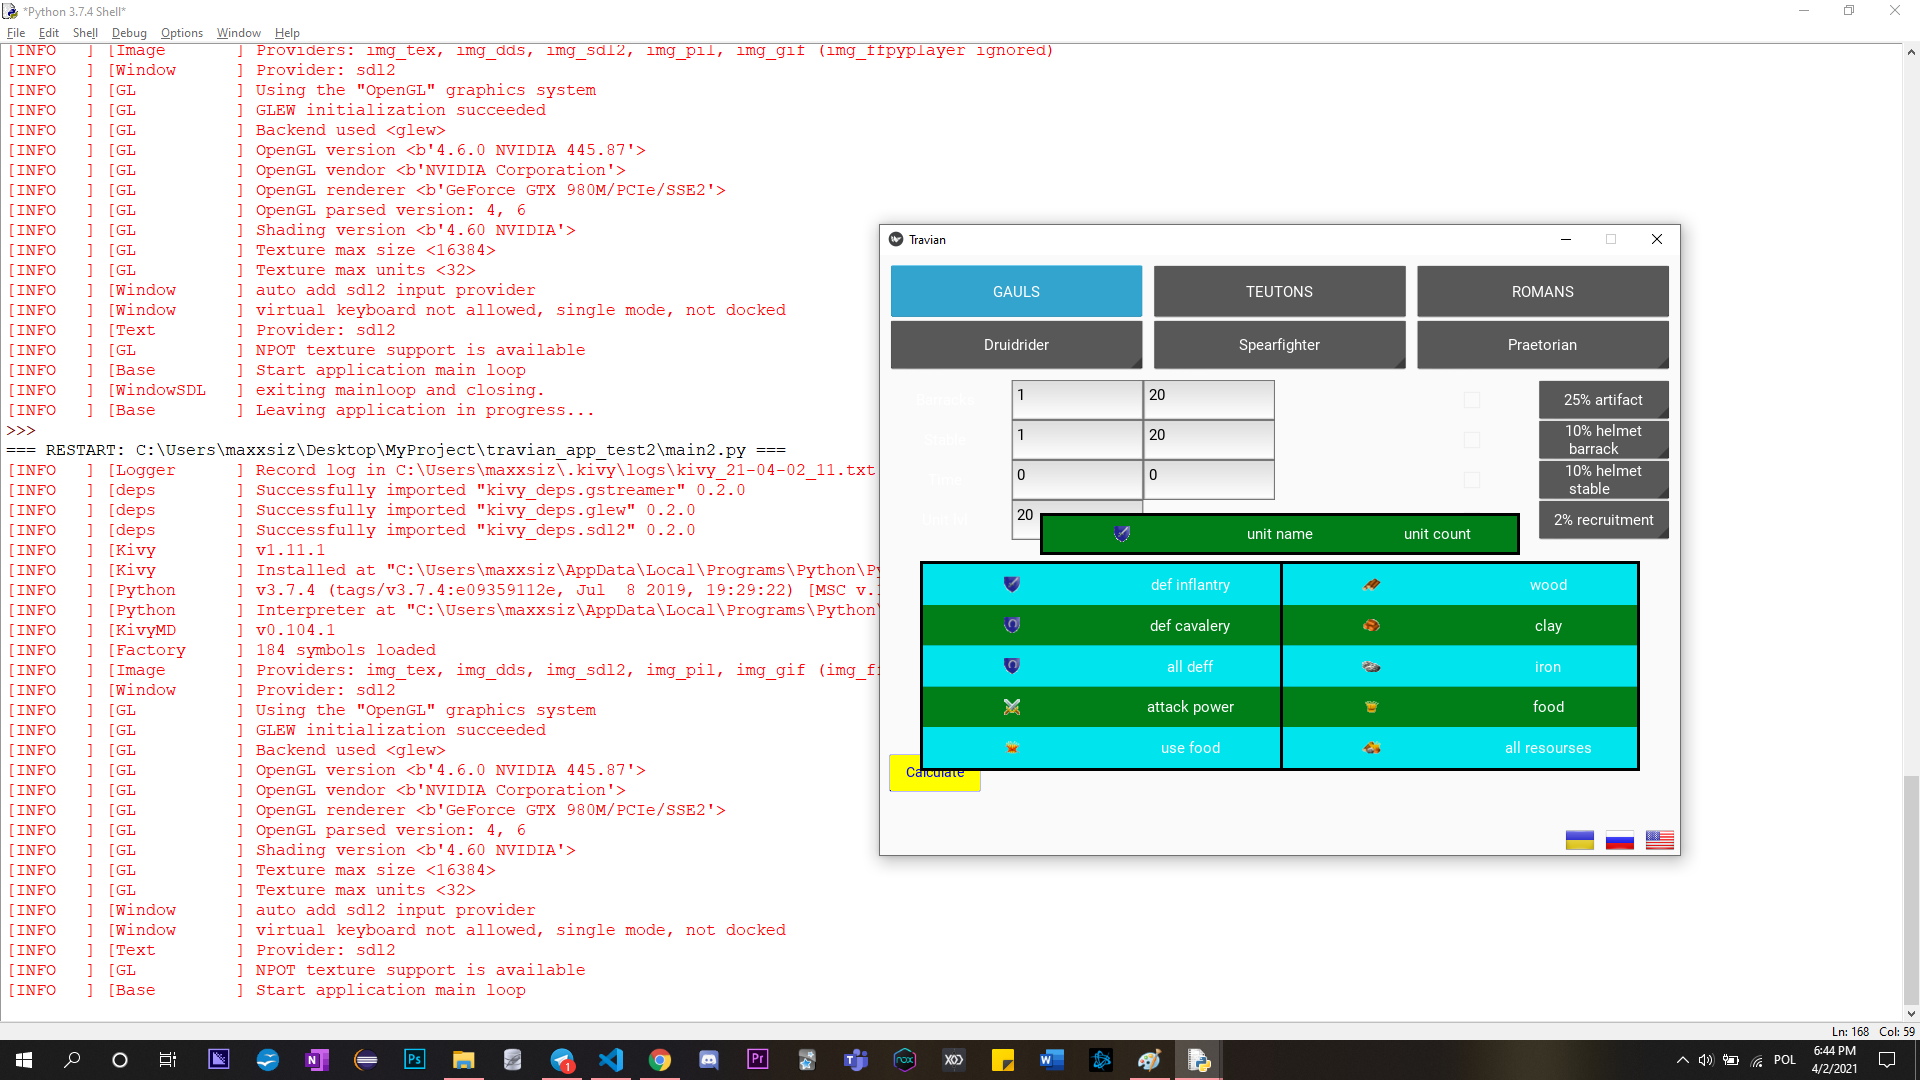 *Python 3.7.4 Shell*
File Edit Shell Debug Options Window Help
[INFO   ] [Image       ] Providers: img_tex, img_dds, img_sdl2, img_pil, img_gif (img_ffpyplayer ignored)
[INFO   ] [Window      ] Provider: sdl2
[INFO   ] [GL          ] Using the "OpenGL" graphics system
[INFO   ] [GL          ] GLEW initialization succeeded
[INFO   ] [GL          ] Backend used <glew>
[INFO   ] [GL          ] OpenGL version <b'4.6.0 NVIDIA 445.87'>
[INFO   ] [GL          ] OpenGL vendor <b'NVIDIA Corporation'>
[INFO   ] [GL          ] OpenGL renderer <b'GeForce GTX 980M/PCIe/SSE2'>
[INFO   ] [GL          ] OpenGL parsed version: 4, 6
[INFO   ] [GL          ] Shading version <b'4.60 NVIDIA'>
[INFO   ] [GL          ] Texture max size <16384>
[INFO   ] [GL          ] Texture max units <32>
[INFO   ] [Window      ] auto add sdl2 input provider
[INFO   ] [Window      ] virtual keyboard not allowed, single mode, not docked
[INFO   ] [Text        ] Provider: sdl2
[INFO   ] [GL          ] NPOT texture support is available
[INFO   ] [Base        ] Start application main loop
[INFO   ] [WindowSDL   ] exiting mainloop and closing.
[INFO   ] [Base        ] Leaving application in progress...
>>>
=== RESTART: C:\Users\maxxsiz\Desktop\MyProject\travian_app_test2\main2.py ===
[INFO   ] [Logger      ] Record log in C:\Users\maxxsiz\.kivy\logs\kivy_21-04-02_11.txt
[INFO   ] [deps        ] Successfully imported "kivy_deps.gstreamer" 0.2.0
[INFO   ] [deps        ] Successfully imported "kivy_deps.glew" 0.2.0
[INFO   ] [deps        ] Successfully imported "kivy_deps.sdl2" 0.2.0
[INFO   ] [Kivy        ] v1.11.1
[INFO   ] [Kivy        ] Installed at "C:\Users\maxxsiz\AppData\Local\Programs\Python\Py
[INFO   ] [Python      ] v3.7.4 (tags/v3.7.4:e09359112e, Jul  8 2019, 19:29:22) [MSC v.
[INFO   ] [Python      ] Interpreter at "C:\Users\maxxsiz\AppData\Local\Programs\Python\
[INFO   ] [KivyMD      ] v0.104.1
[INFO   ] [Factory     ] 184 symbols loaded
[INFO   ] [Image       ] Providers: img_tex, img_dds, img_sdl2, img_pil, img_gif (img_f
[INFO   ] [Window      ] Provider: sdl2
[INFO   ] [GL          ] Using the "OpenGL" graphics system
[INFO   ] [GL          ] GLEW initialization succeeded
[INFO   ] [GL          ] Backend used <glew>
[INFO   ] [GL          ] OpenGL version <b'4.6.0 NVIDIA 445.87'>
[INFO   ] [GL          ] OpenGL vendor <b'NVIDIA Corporation'>
[INFO   ] [GL          ] OpenGL renderer <b'GeForce GTX 980M/PCIe/SSE2'>
[INFO   ] [GL          ] OpenGL parsed version: 4, 6
[INFO   ] [GL          ] Shading version <b'4.60 NVIDIA'>
[INFO   ] [GL          ] Texture max size <16384>
[INFO   ] [GL          ] Texture max units <32>
[INFO   ] [Window      ] auto add sdl2 input provider
[INFO   ] [Window      ] virtual keyboard not allowed, single mode, not docked
[INFO   ] [Text        ] Provider: sdl2
[INFO   ] [GL          ] NPOT texture support is available
[INFO   ] [Base        ] Start application main loop
Travian
GAULS TEUTONS ROMANS
Druidrider Spearfighter Praetorian
Barracks 1 20 25% artifact
Stable 1 20 10% helmet
barrack
Time 0 0 10% helmet
stable
20 2% recruitment
unit name unit count
def inflantry wood
def cavalery clay
all deff iron
attack power food
use food all resourses
Calculate
Ln: 168 Col: 59
1
POL
6:44 PM
4/2/2021